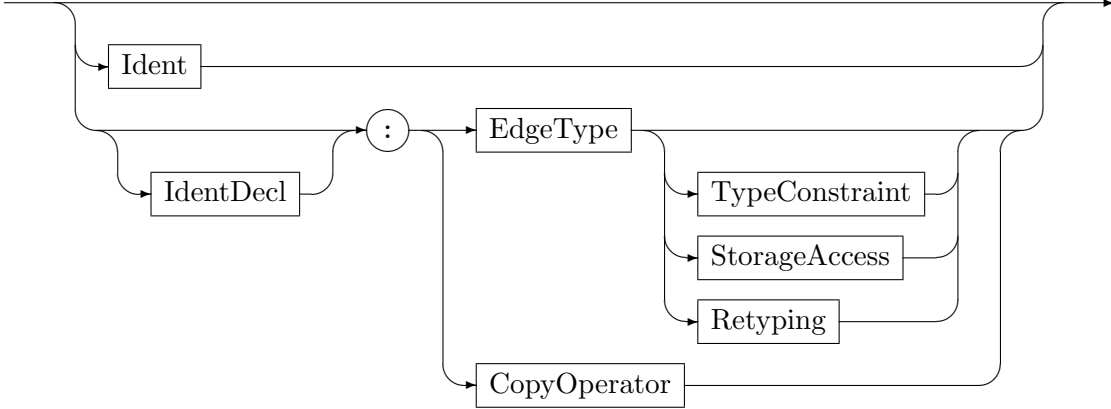 Ident
: EdgeType
IdentDecl TypeConstraint
StorageAccess
Retyping
CopyOperator